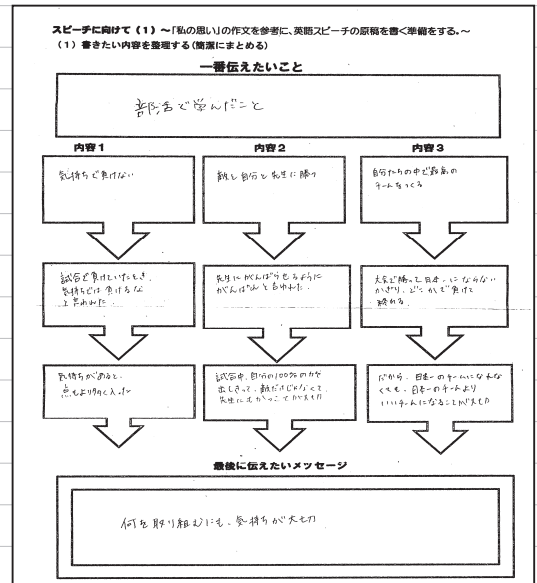 スピーチに向けて(1)~「私の思い」の作文を参考に、英語スピーチの原稿を書く準備をする。~
(1)書きたい内容を整理する(簡潔にまとめる)
一番伝えたいこと
部活で学んだこと
内容1
内容2
内容3
気持ちで負けない
敵と自分と先生に勝つ
自分たちの中で最高の
チームをつくる
試合で負けていたとき、
気持ちでは負けるな
と言われた。
先生にがんばらせるように
がんばれと言われた。
大会で勝って日本一にならない
かぎり、どこかで負けて
終める。
気持ちがあると、
点もより多く入った
試合中、自分の100%の力を
出しきって、敵だけじゃなくて、
先生にむかっていくことが大切
だから、日本一のチームになれな
くても、日本一のチームより
いいチームになることが大切
最後に伝えたいメッセージ
何を取り組むにも、気持ちが大切